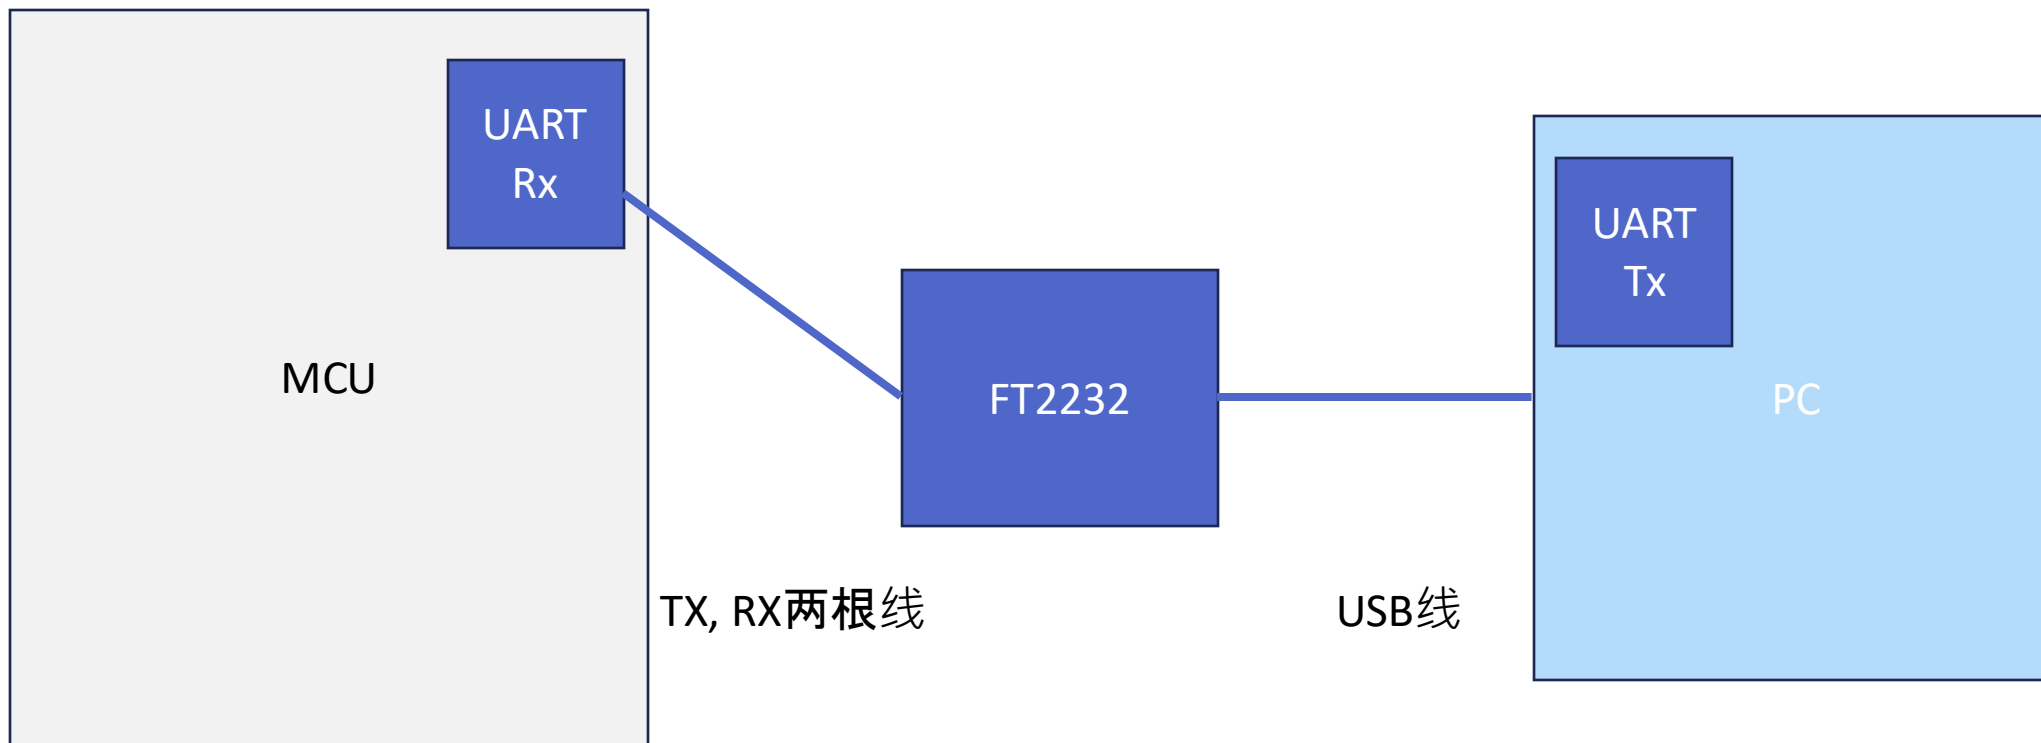 UART
Rx
UART
Tx
MCU
FT2232
PC
TX, RX两根线
USB线